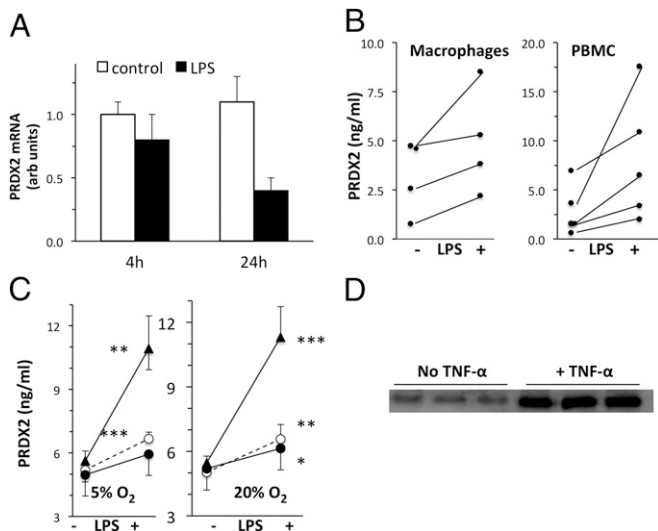 A
control LPS
PRDX2 mRNA
(arb units)
1.0
0.5
0.0
4h 24h
B
Macrophages PBMC
PRDX2 (ng/ml)
10.0 20.0
7.5 15.0
5.0 10.0
2.5 5.0
0.0 0.0
- LPS + - LPS +
C
PRDX2 (ng/ml)
11 12
9
7 9
5 6
3 3
** ***
*** **
*
5% O2 20% O2
- LPS + - LPS +
D
No TNF-α + TNF-α